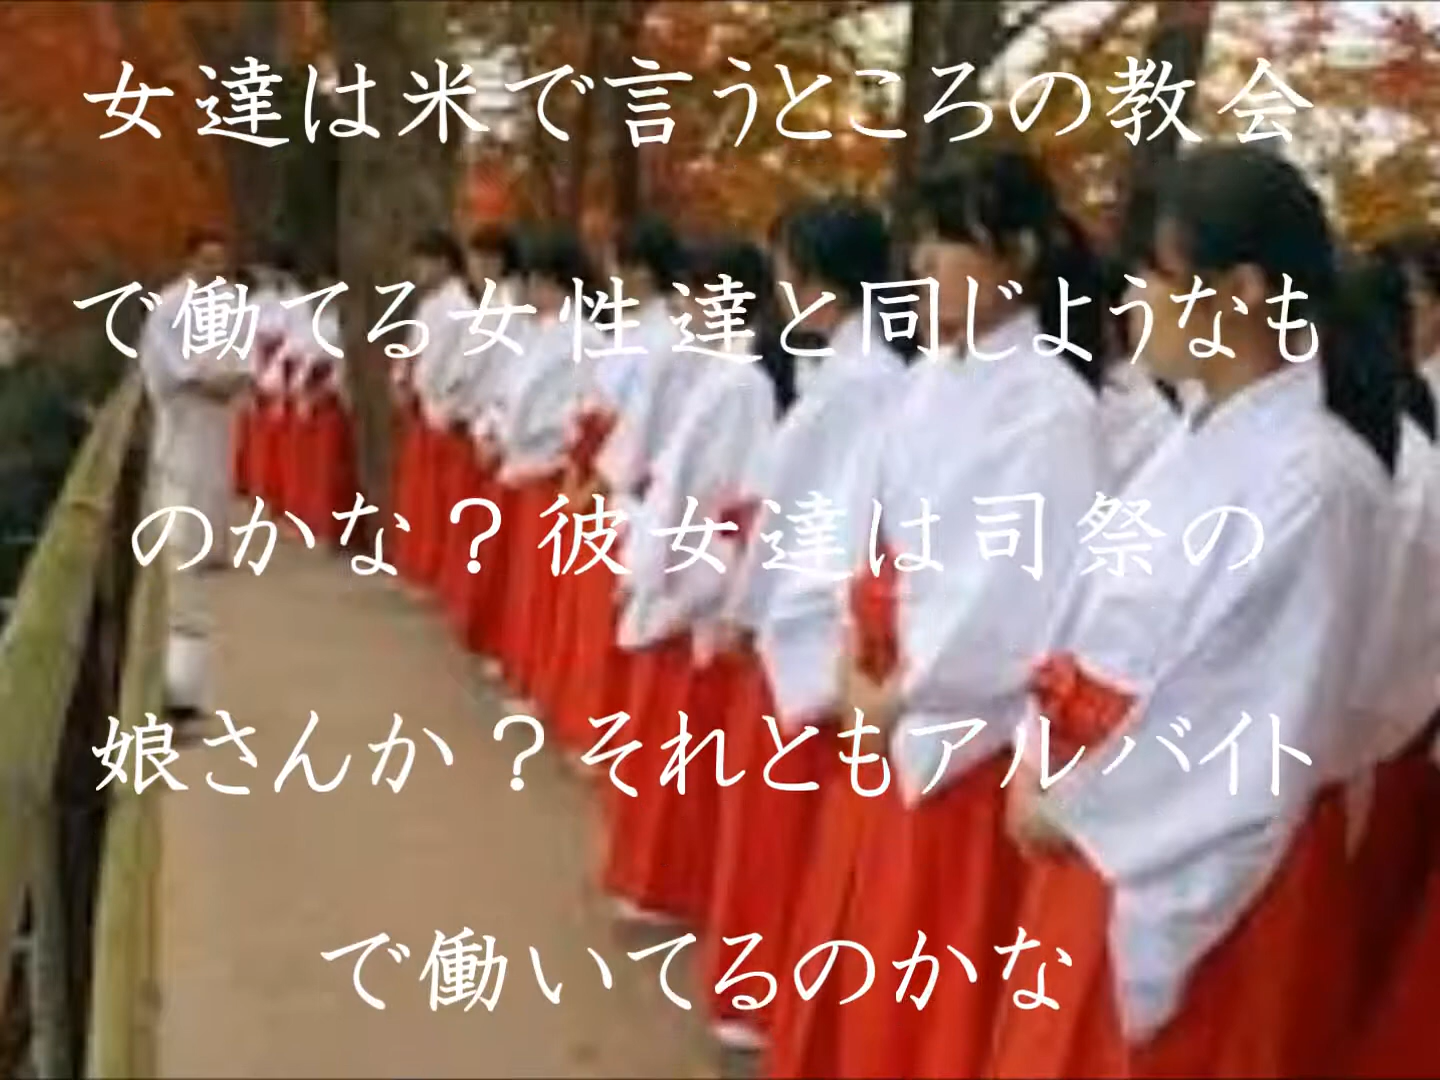 女達は米で言うところの教会
で働てる女性達と同じようなも
のかな？彼女達は司祭の
娘さんか？それともアルバイト
で働いてるのかな